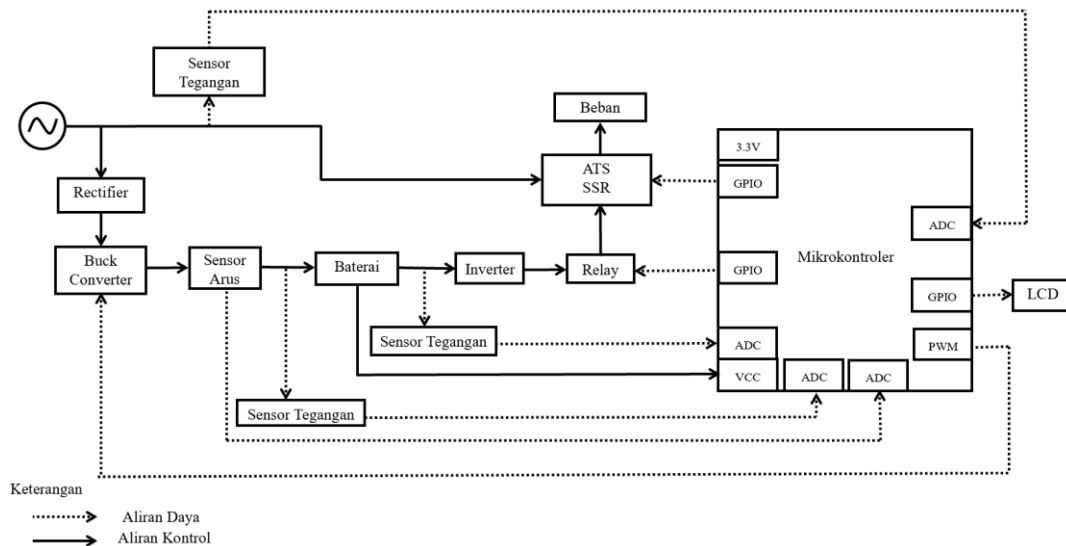 Sensor
Tegangan
Beban
3.3V
ATS
SSR
GPIO
Rectifier
ADC
Buck
Converter
Sensor
Arus
Baterai
Inverter
Relay
GPIO
Mikrokontroler
GPIO
LCD
Sensor Tegangan
ADC
PWM
VCC
ADC
ADC
Sensor Tegangan
Keterangan
Aliran Daya
Aliran Kontrol